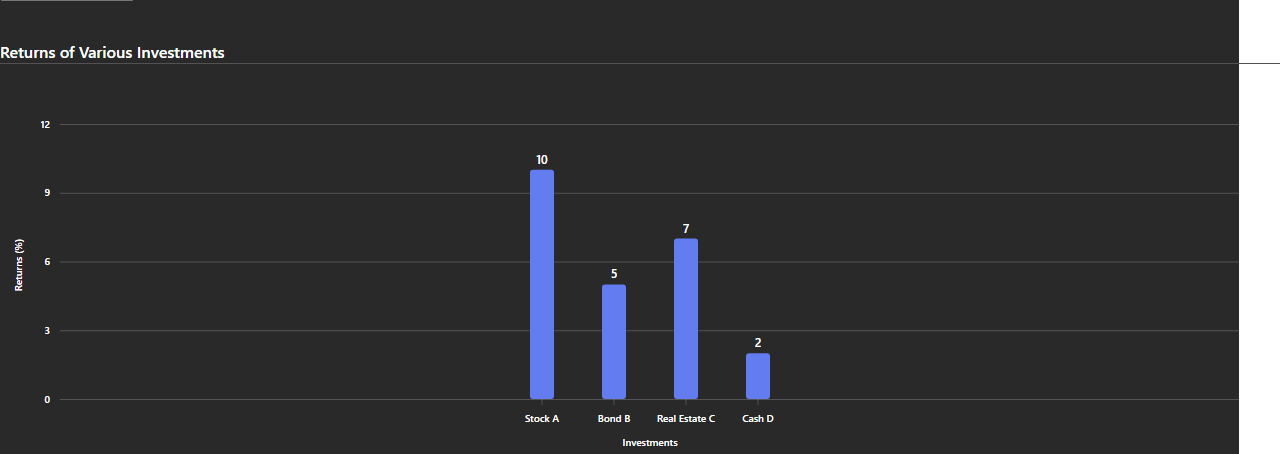 Returns of Various Investments
12
10
9
7
Returns (%)
6
5
3
2
0
Stock A Bond B Real Estate C Cash D
Investments